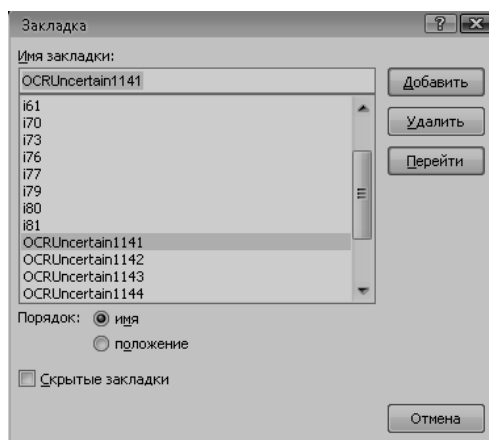 Закладка
Имя закладки:
OCRUncertain1141
Добавить
i61
i70
i73
i76
i77
i79
i80
i81
OCRUncertain1141
OCRUncertain1142
OCRUncertain1143
OCRUncertain1144
Удалить
Перейти
Порядок:
имя
положение
Скрытые закладки
Отмена